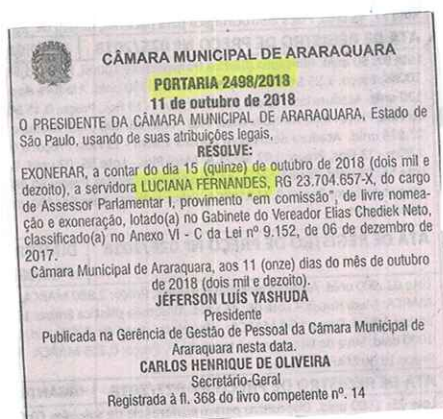 CÂMARA MUNICIPAL DE ARARAQUARA
PORTARIA 2498/2018
11 de outubro de 2018
O PRESIDENTE DA CÂMARA MUNICIPAL DE ARARAQUARA, Estado de
São Paulo, usando de suas atribuições legais,
RESOLVE:
EXONERAR, a contar do dia 15 (quinze) de outubro de 2018 (dois mil e
dezoito), a servidora LUCIANA FERNANDES, RG 23.704.657-X, do cargo
de Assessor Parlamentar I, provimento "em comissão", de livre nomea-
ção e exoneração, lotado(a) no Gabinete do Vereador Elias Chediek Neto,
classificado(a) no Anexo VI - C da Lei nº 9.152, de 06 de dezembro de
2017.
Câmara Municipal de Araraquara, aos 11 (onze) dias do mês de outubro
de 2018 (dois mil e dezoito).
JÉFERSON LUÍS YASHUDA
Presidente
Publicada na Gerência de Gestão de Pessoal da Câmara Municipal de
Araraquara nesta data.
CARLOS HENRIQUE DE OLIVEIRA
Secretário-Geral
Registrada à fl. 368 do livro competente nº. 14